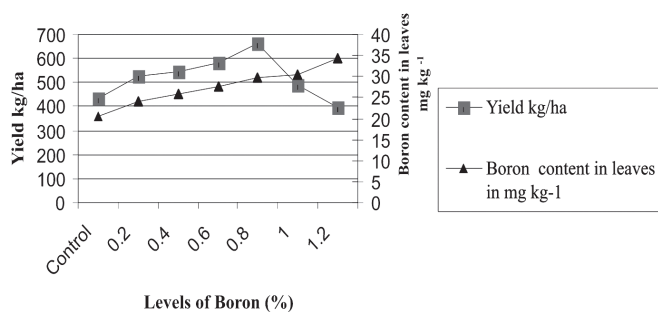 700
600
500
400
300
200
100
0
Yield kg/ha
40
35
30
25
20
15
10
5
0
Boron content in leaves
mg kg-1
Control
0.2
0.4
0.6
0.8
1
1.2
Levels of Boron (%)
Yield kg/ha
Boron content in leaves
in mg kg-1